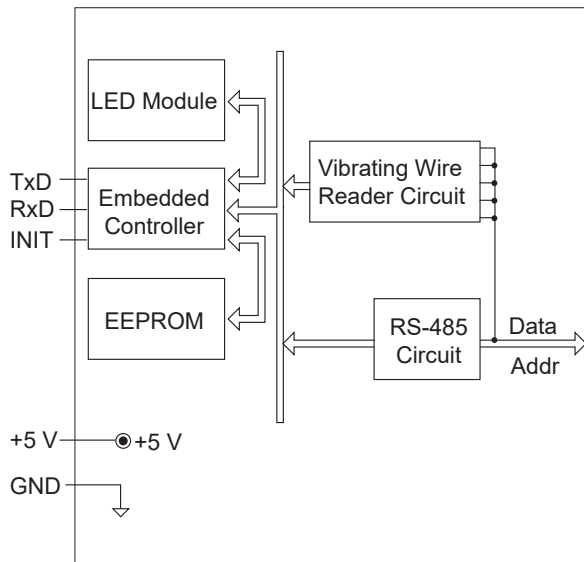 LED Module
TxD
RxD
INIT
Embedded
Controller
EEPROM
Vibrating Wire
Reader Circuit
RS-485
Circuit
Data
Addr
+5 V
+5 V
GND